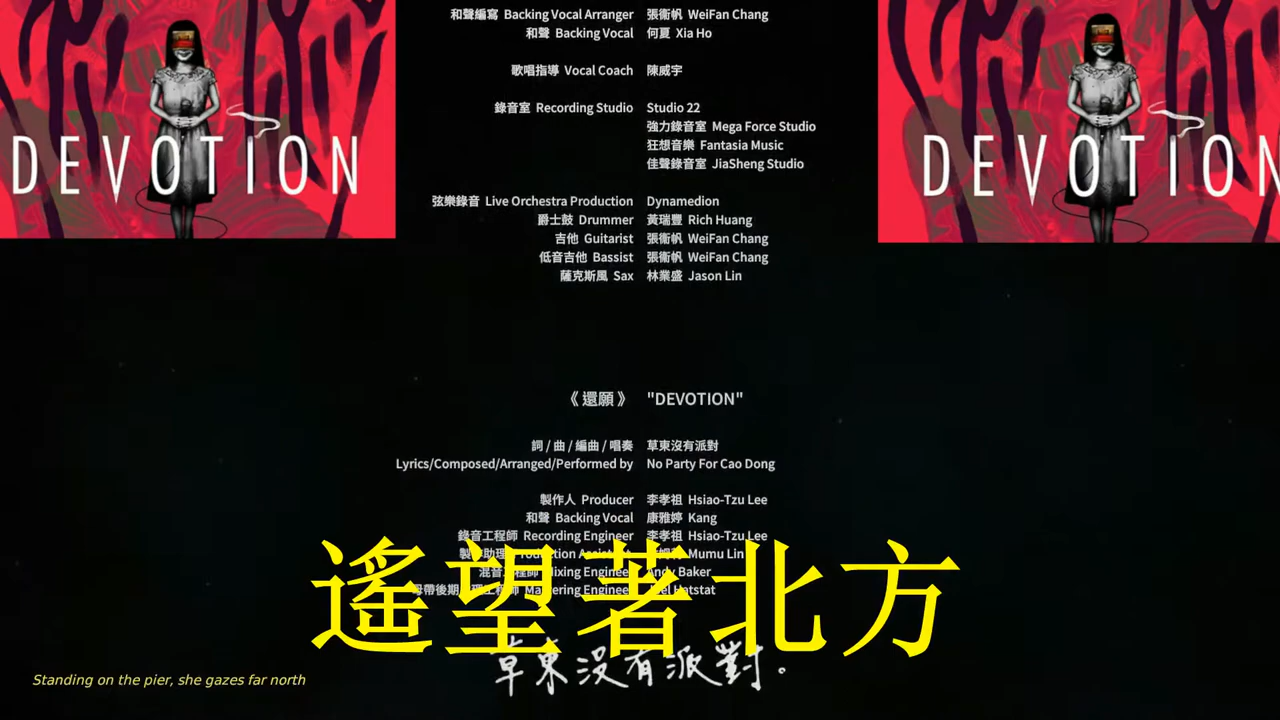 和聲編寫 Backing Vocal Arranger 張衞帆 WeiFan Chang
和聲 Backing Vocal 何夏 Xia Ho
歌唱指導 Vocal Coach 陳威宇
錄音室 Recording Studio Studio 22
強力錄音室 Mega Force Studio
狂想音樂 Fantasia Music
佳聲錄音室 JiaSheng Studio
DEVOTION
DEVOTION
弦樂錄音 Live Orchestra Production Dynamedion
爵士鼓 Drummer 黃瑞豐 Rich Huang
吉他 Guitarist 張衞帆 WeiFan Chang
低音吉他 Bassist 張衞帆 WeiFan Chang
薩克斯風 Sax 林業盛 Jason Lin
《 還願 》 "DEVOTION"
詞 / 曲 / 編曲 / 唱奏 草東沒有派對
Lyrics/Composed/Arranged/Performed by No Party For Cao Dong
製作人 Producer 李孝祖 Hsiao-Tzu Lee
和聲 Backing Vocal 康雅婷 Kang
錄音工程師 Recording Engineer 李孝祖 Hsiao-Tzu Lee
Mumu Lin
Andy Baker
遙望著北方
草東沒有派對。
Standing on the pier, she gazes far north